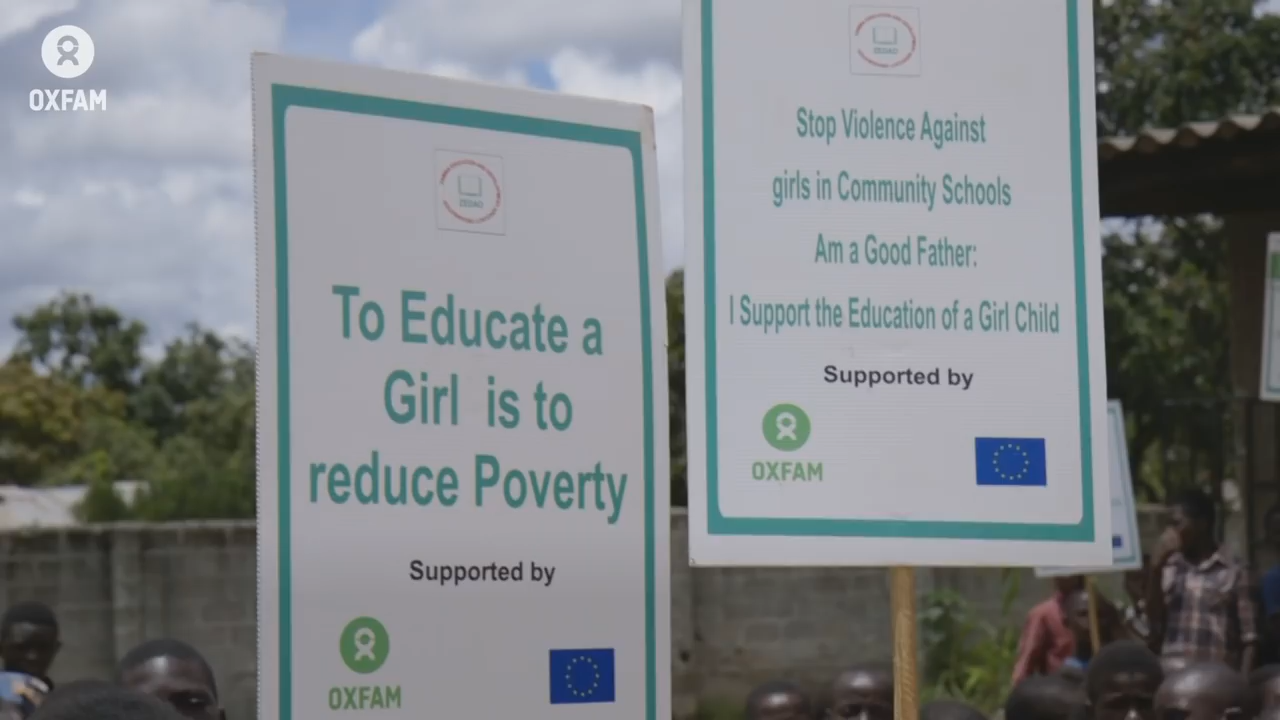 OXFAM
To Educate a
Girl is to
reduce Poverty
Supported by
OXFAM
Stop Violence Against
girls in Community Schools
Am a Good Father:
I Support the Education of a Girl Child
Supported by
OXFAM